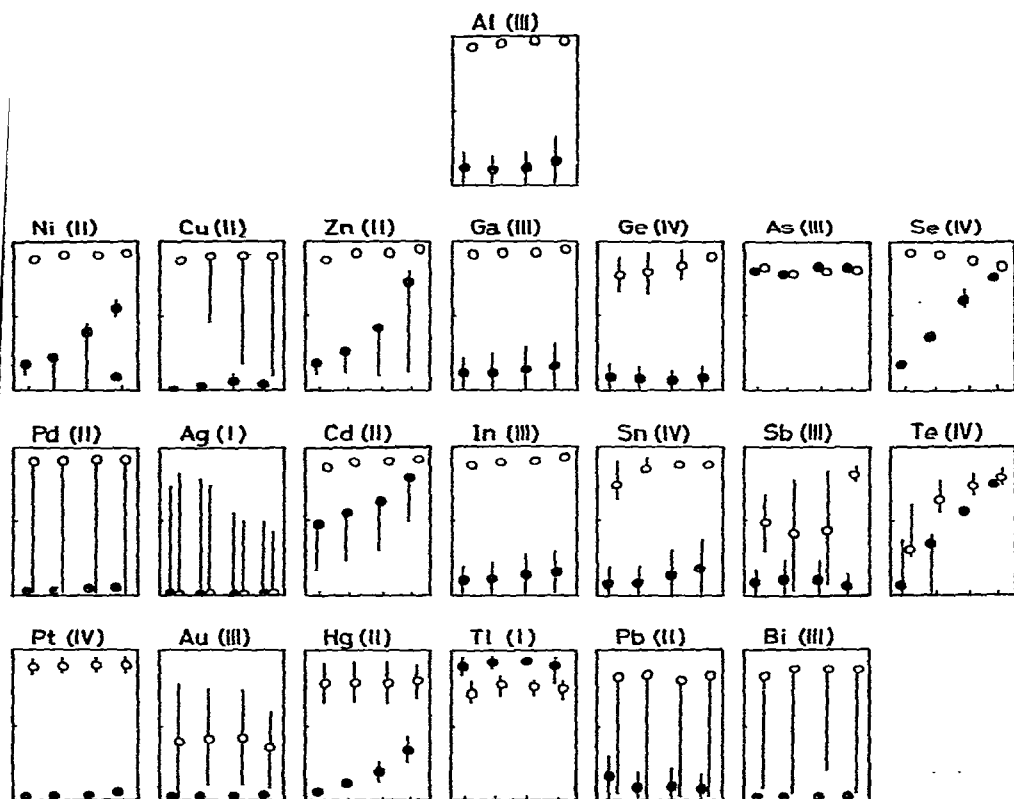 Al (III)
Ni (II) Cu (II) Zn (II) Ga (III) Ge (IV) As (III) Se (IV)
Pd (II) Ag (I) Cd (II) In (III) Sn (IV) Sb (III) Te (IV)
Pt (IV) Au (III) Hg (II) Tl (I) Pb (II) Bi (III)